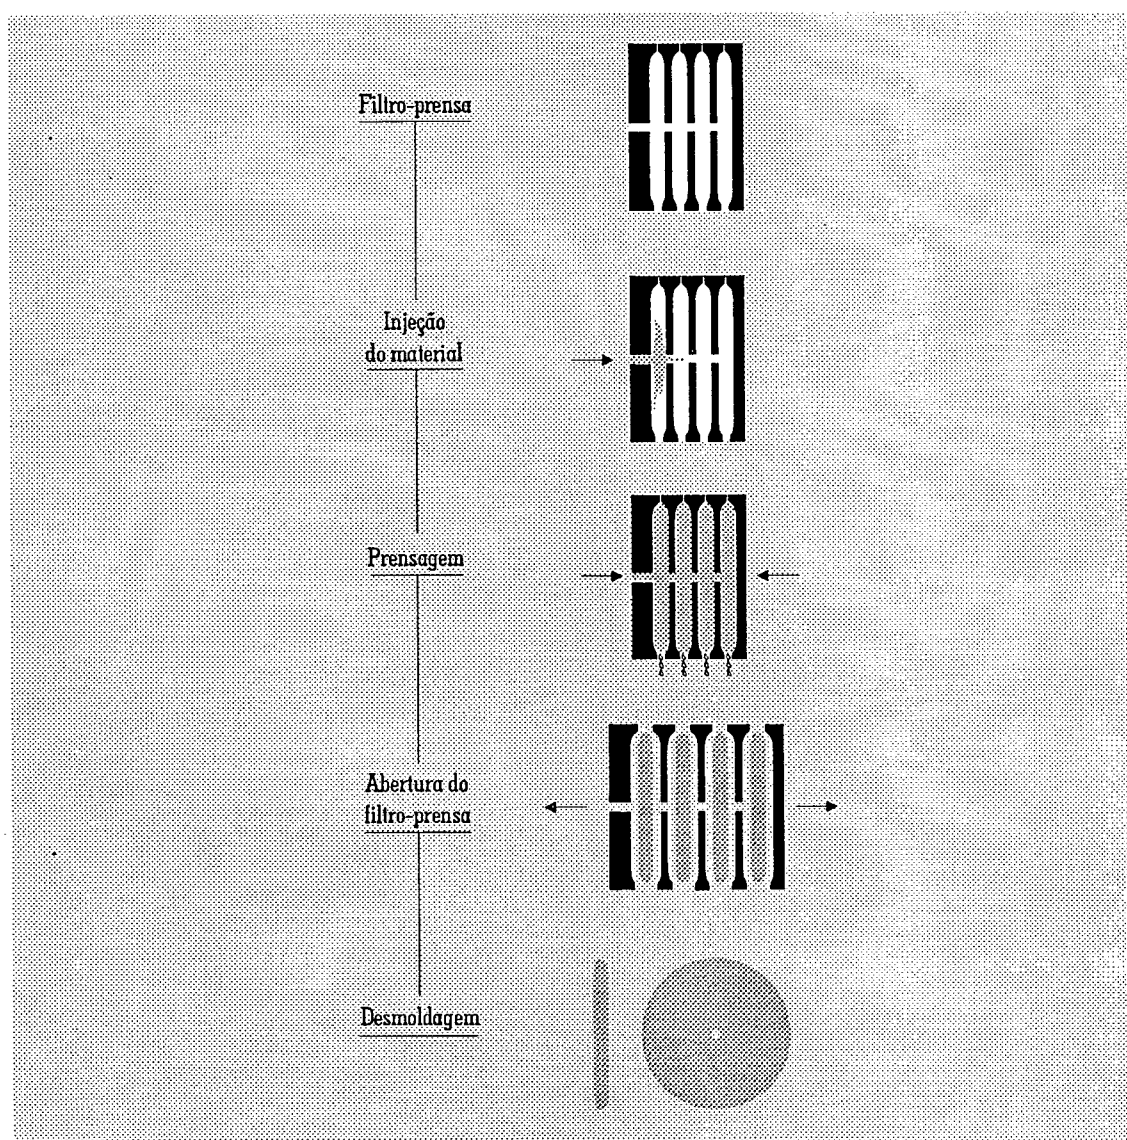 Filtro-prensa
Injeção
do material
Prensagem
Abertura do
filtro-prensa
Desmoldagem